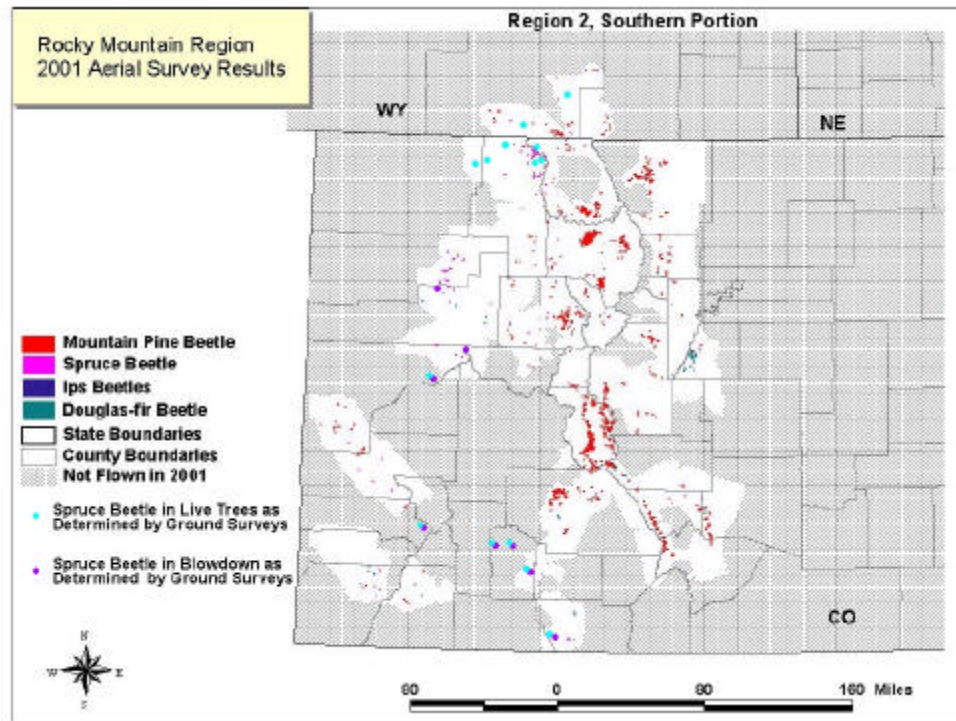 Rocky Mountain Region
2001 Aerial Survey Results
Region 2, Southern Portion
WY
NE
CO
Mountain Pine Beetle
Spruce Beetle
Ips Beetles
Douglas-fir Beetle
State Boundaries
County Boundaries
Not Flown in 2001
Spruce Beetle in Live Trees as
Determined by Ground Surveys
Spruce Beetle in Blowdown as
Determined by Ground Surveys
N
W E
S
80 0 80 160 Miles